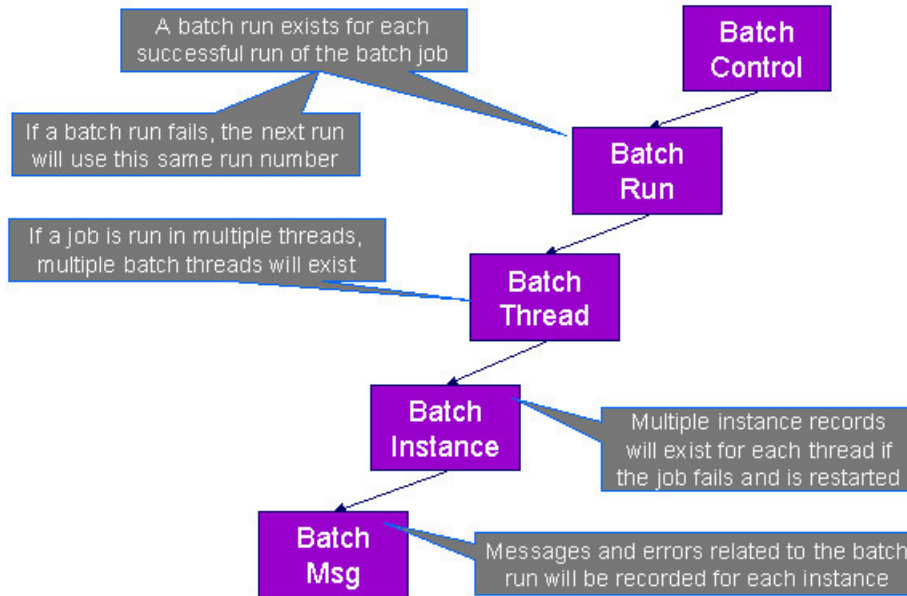 A batch run exists for each
successful run of the batch job
Batch
Control
If a batch run fails, the next run
will use this same run number
Batch
Run
If a job is run in multiple threads,
multiple batch threads will exist
Batch
Thread
Batch
Instance
Multiple instance records
will exist for each thread if
the job fails and is restarted
Batch
Msg
Messages and errors related to the batch
run will be recorded for each instance